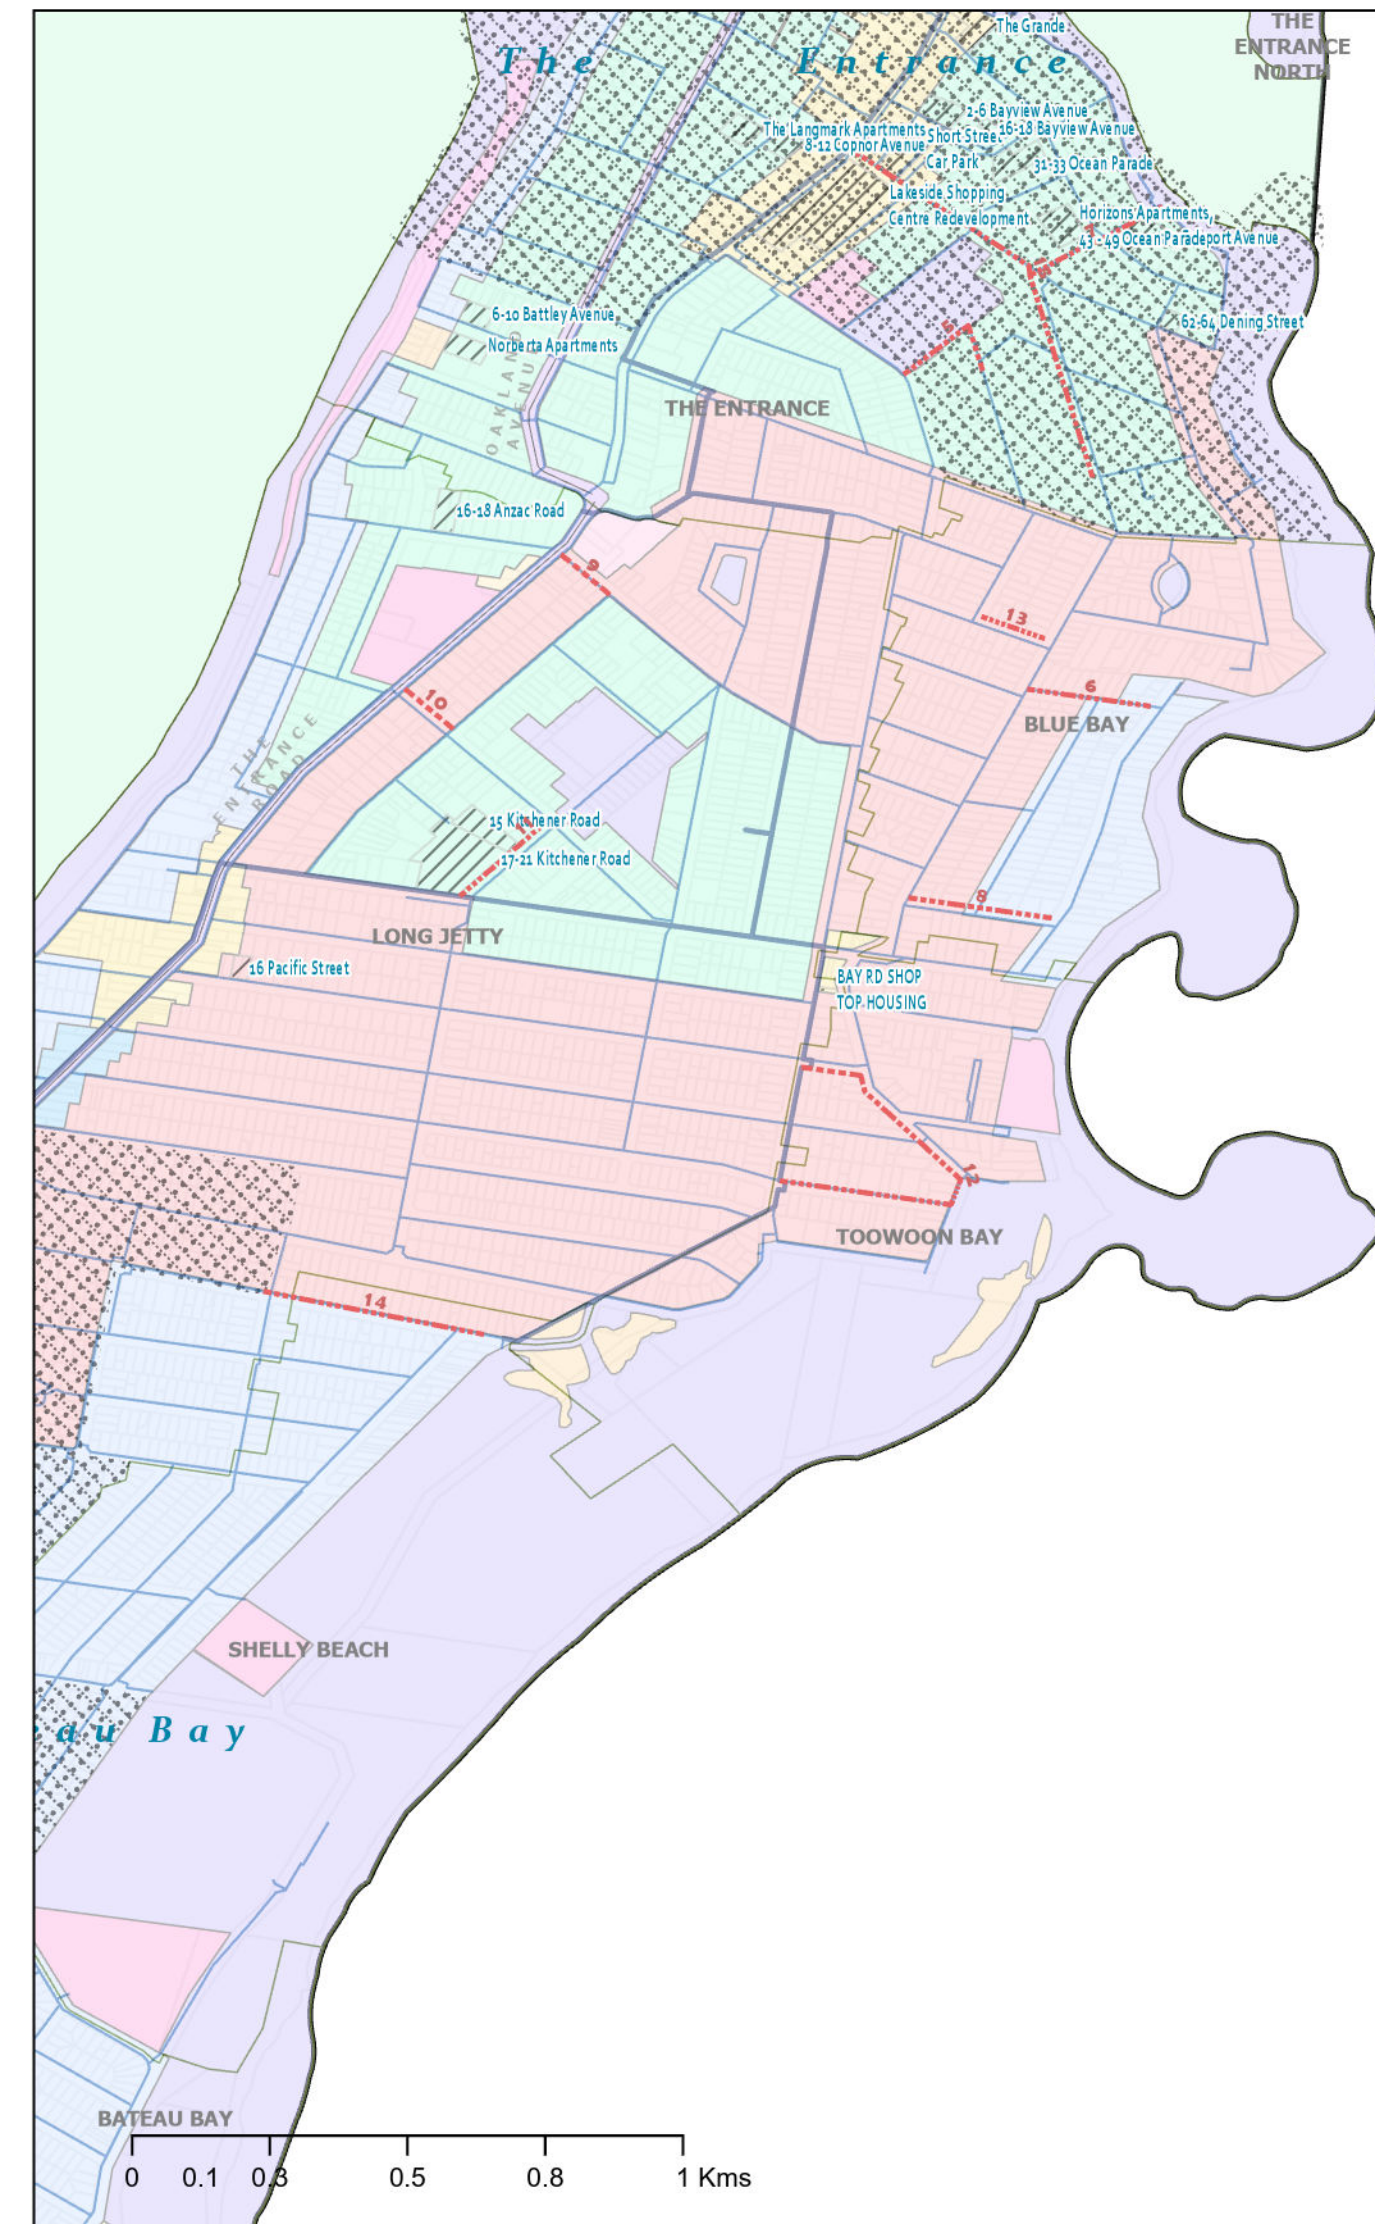 THE
ENTRANCE
NORTH
The Grande
The Entrance
2-6 Bayview Avenue
The Langmark Apartments
Short Street
16-18 Bayview Avenue
8-12 Copnor Avenue
Car Park
31-33 Ocean Parade
Lakeside Shopping
Centre Redevelopment
Horizons Apartments,
43 - 49 Ocean Parade
port Avenue
7
5
6-10 Battley Avenue
62-64 Dening Street
Norberta Apartments
OAKLAND
AVENUE
THE ENTRANCE
16-18 Anzac Road
9
13
6
10
BLUE BAY
THE
ENTRANCE
ROAD
15 Kitchener Road
17-21 Kitchener Road
8
LONG JETTY
16 Pacific Street
BAY RD SHOP
TOP HOUSING
12
TOOWOON BAY
14
SHELLY BEACH
au Bay
BATEAU BAY
0 0.1 0.3 0.5 0.8 1 Kms